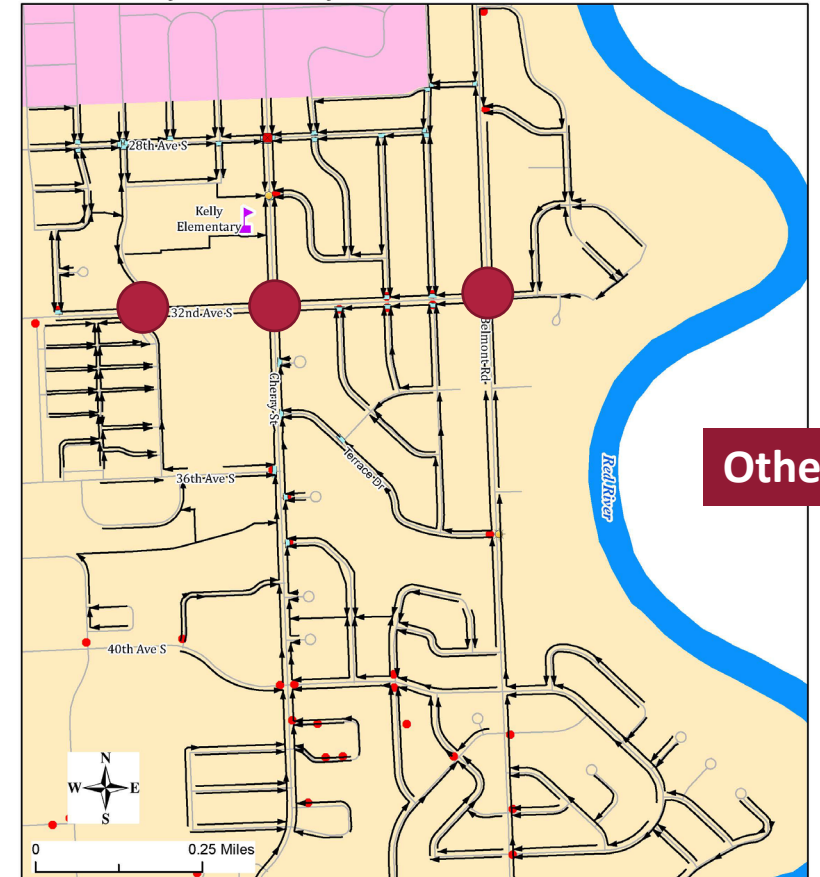 28th Ave S
Kelly
Elementary
32nd Ave S
Belmont Rd
Cherry St
Terrace Dr
Othe
Red River
36th Ave S
40th Ave S
N
W E
S
0 0.25 Miles